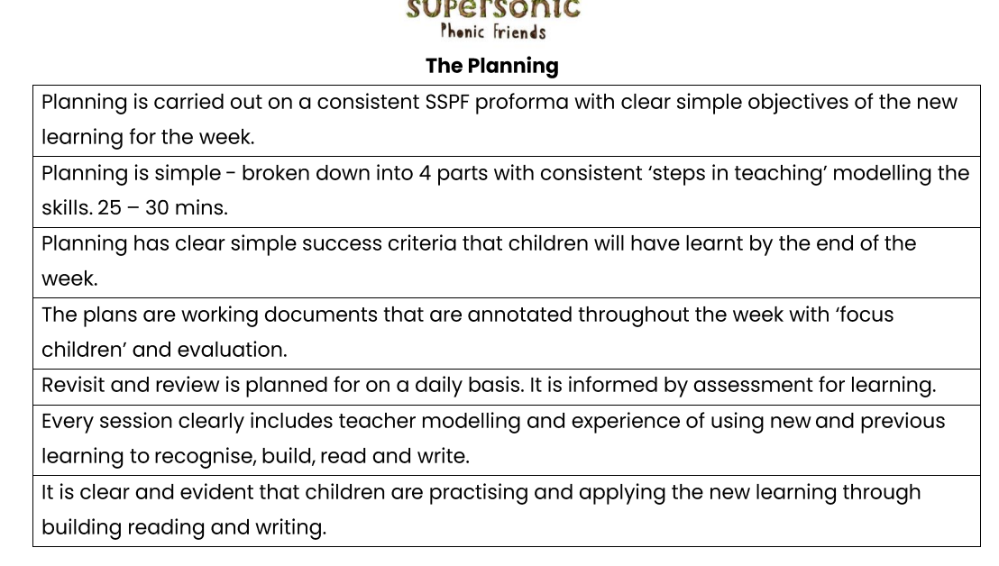 supersonic
Phonic Friends
The Planning
Planning is carried out on a consistent SSPF proforma with clear simple objectives of the new
learning for the week.
Planning is simple - broken down into 4 parts with consistent ‘steps in teaching’ modelling the
skills. 25 – 30 mins.
Planning has clear simple success criteria that children will have learnt by the end of the
week.
The plans are working documents that are annotated throughout the week with ‘focus
children’ and evaluation.
Revisit and review is planned for on a daily basis. It is informed by assessment for learning.
Every session clearly includes teacher modelling and experience of using new and previous
learning to recognise, build, read and write.
It is clear and evident that children are practising and applying the new learning through
building reading and writing.